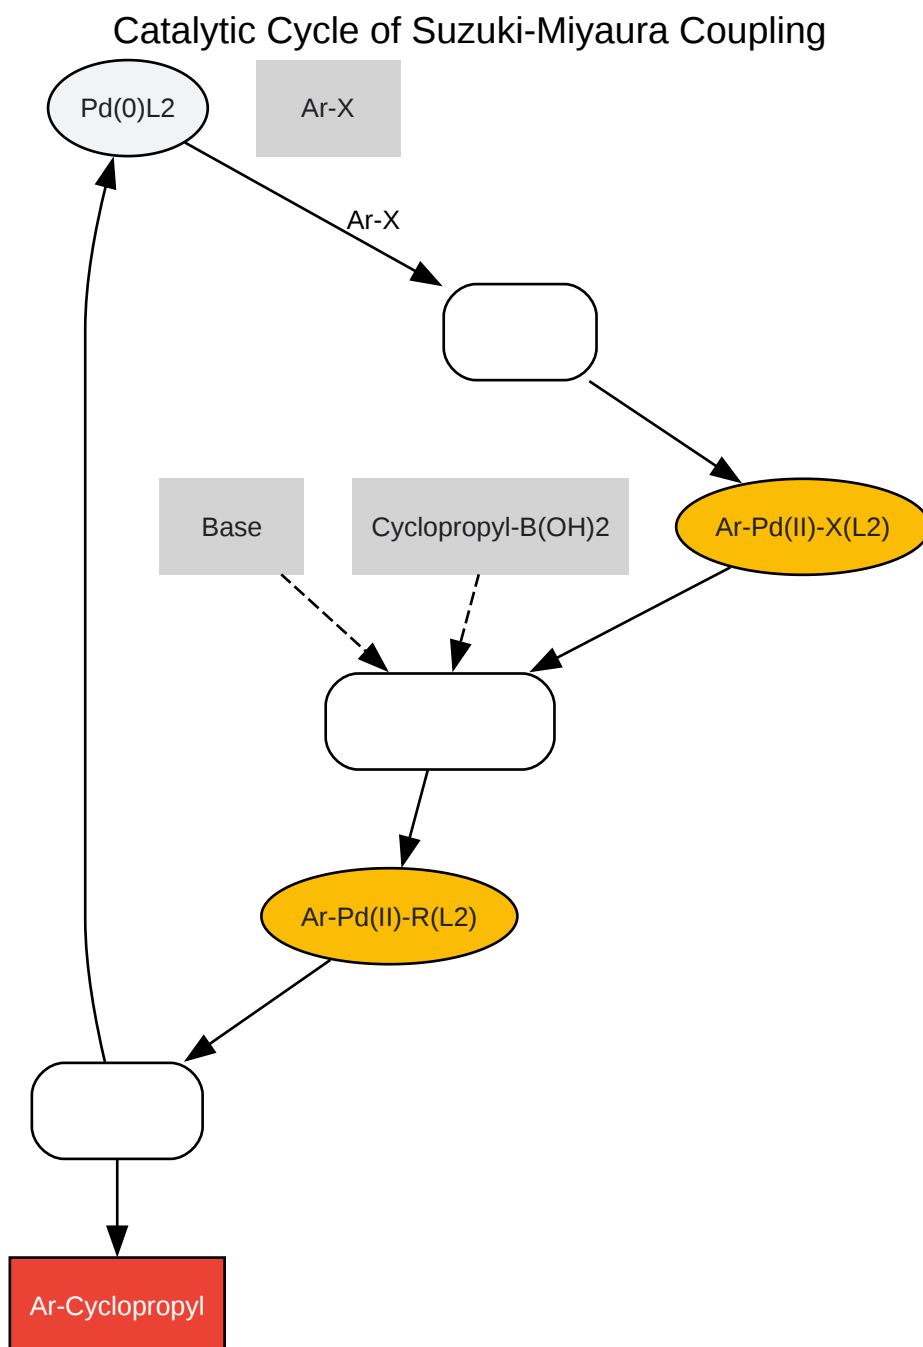 Catalytic Cycle of Suzuki-Miyaura Coupling
Pd(0)L2
Ar-X
Ar-X
Base
Cyclopropyl-B(OH)2
Ar-Pd(II)-X(L2)
Ar-Pd(II)-R(L2)
Ar-Cyclopropyl